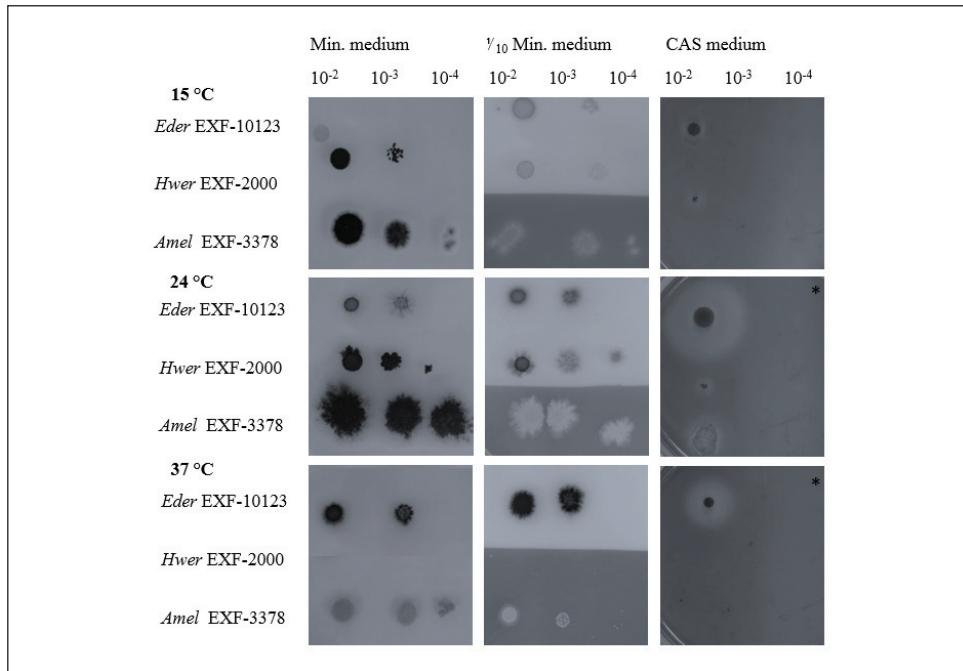 Min. medium ⅟₁₀ Min. medium CAS medium
10⁻² 10⁻³ 10⁻⁴ 10⁻² 10⁻³ 10⁻⁴ 10⁻² 10⁻³ 10⁻⁴
15 °C
Eder EXF-10123
Hwer EXF-2000
Amel EXF-3378
24 °C
*
Eder EXF-10123
Hwer EXF-2000
Amel EXF-3378
37 °C
*
Eder EXF-10123
Hwer EXF-2000
Amel EXF-3378